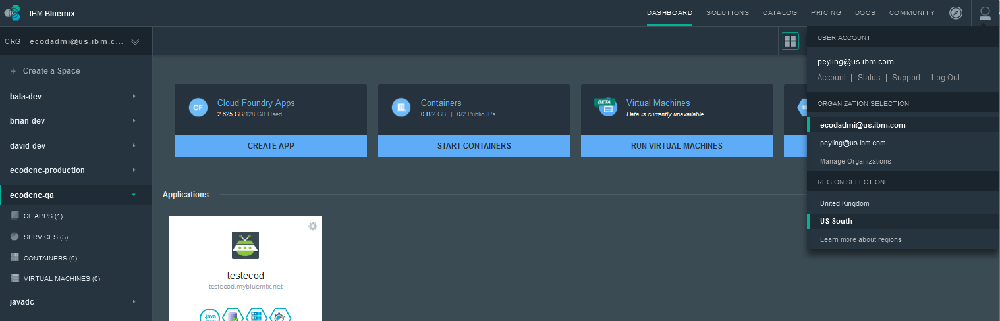 IBM Bluemix
DASHBOARD SOLUTIONS CATALOG PRICING DOCS COMMUNITY
ORG: ecodadmi@us.ibm.c...
+ Create a Space
bala-dev
brian-dev
david-dev
ecodcnc-production
ecodcnc-qa
CF APPS (1)
SERVICES (3)
CONTAINERS (0)
VIRTUAL MACHINES (0)
javadc
CF
Cloud Foundry Apps
2.625 GB/128 GB Used
CREATE APP
Containers
0 B/2 GB | 0/2 Public IPs
START CONTAINERS
BETA
Virtual Machines
Data is currently unavailable
RUN VIRTUAL MACHINES
Applications
testecod
testecod.mybluemix.net
java
USER ACCOUNT
peyling@us.ibm.com
Account | Status | Support | Log Out
ORGANIZATION SELECTION
ecodadmi@us.ibm.com
peyling@us.ibm.com
Manage Organizations
REGION SELECTION
United Kingdom
US South
Learn more about regions